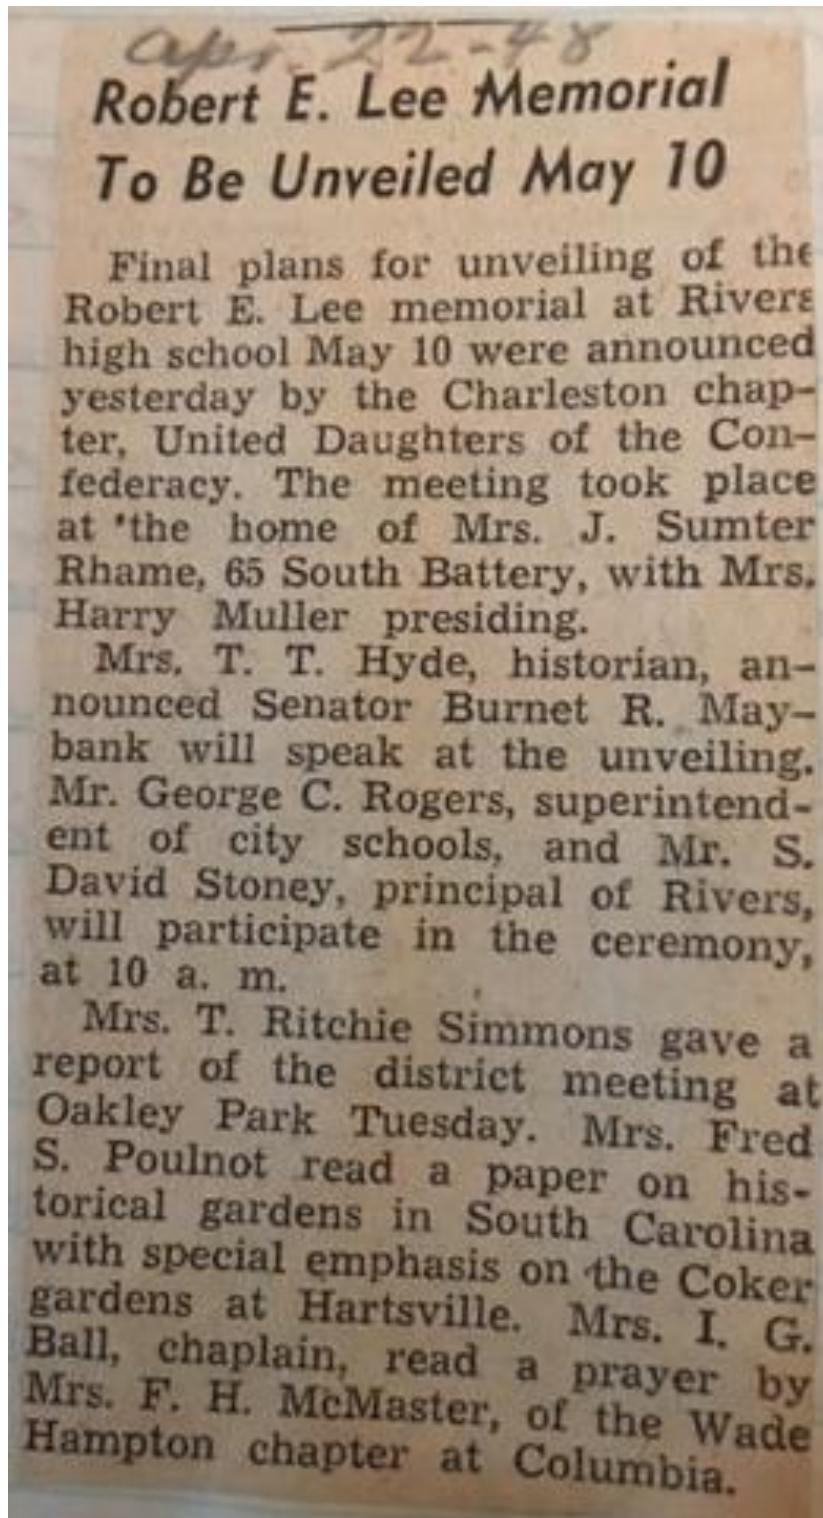 Apr. 22-48
Robert E. Lee Memorial
To Be Unveiled May 10
Final plans for unveiling of the
Robert E. Lee memorial at Rivers
high school May 10 were announced
yesterday by the Charleston chap-
ter, United Daughters of the Con-
federacy. The meeting took place
at 'the home of Mrs. J. Sumter
Rhame, 65 South Battery, with Mrs.
Harry Muller presiding.
Mrs. T. T. Hyde, historian, an-
nounced Senator Burnet R. May-
bank will speak at the unveiling.
Mr. George C. Rogers, superintend-
ent of city schools, and Mr. S.
David Stoney, principal of Rivers,
will participate in the ceremony,
at 10 a. m.
Mrs. T. Ritchie Simmons gave a
report of the district meeting at
Oakley Park Tuesday. Mrs. Fred
S. Poulnot read a paper on his-
torical gardens in South Carolina
with special emphasis on the Coker
gardens at Hartsville. Mrs. I. G.
Ball, chaplain, read a prayer by
Mrs. F. H. McMaster, of the Wade
Hampton chapter at Columbia.